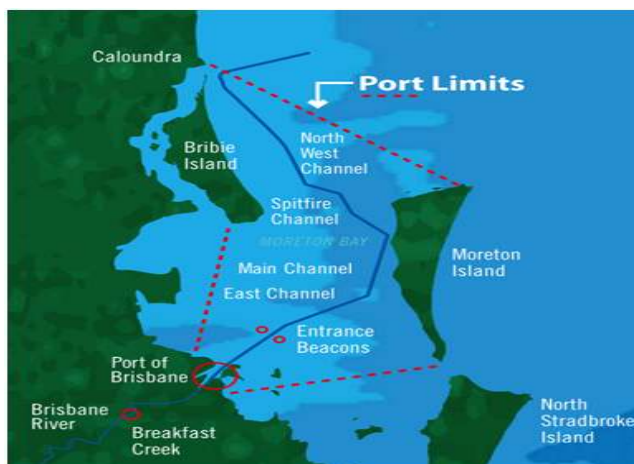 Caloundra
Port Limits
Bribie
Island
North
West
Channel
Spitfire
Channel
MORETON BAY
Main Channel
Moreton
Island
East Channel
Entrance
Beacons
Port of
Brisbane
Brisbane
River
Breakfast
Creek
North
Stradbroke
Island